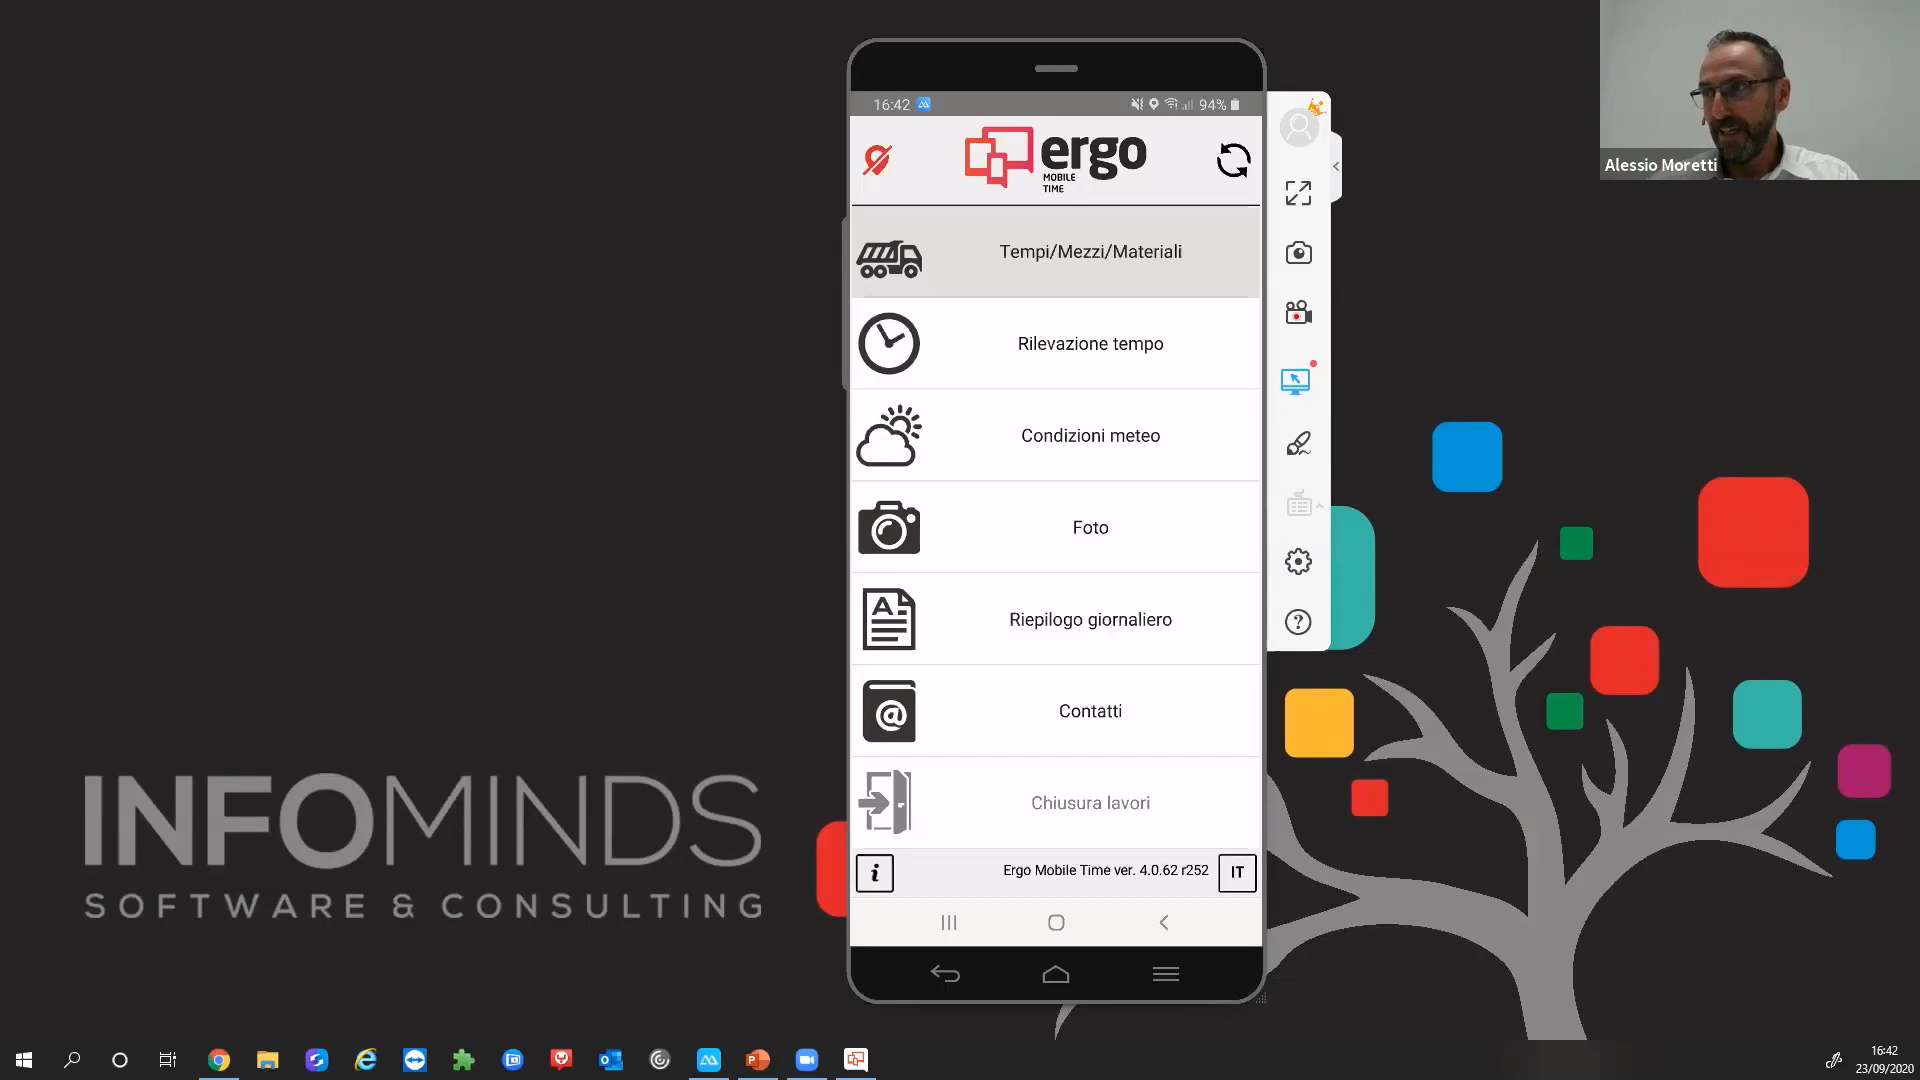 16:42
94%
ergo
MOBILE
TIME
Tempi/Mezzi/Materiali
Rilevazione tempo
Condizioni meteo
Foto
Riepilogo giornaliero
Contatti
Chiusura lavori
i
Ergo Mobile Time ver. 4.0.62 r252
IT
Alessio Moretti
INFOMINDS
SOFTWARE & CONSULTING
16:42
23/09/2020